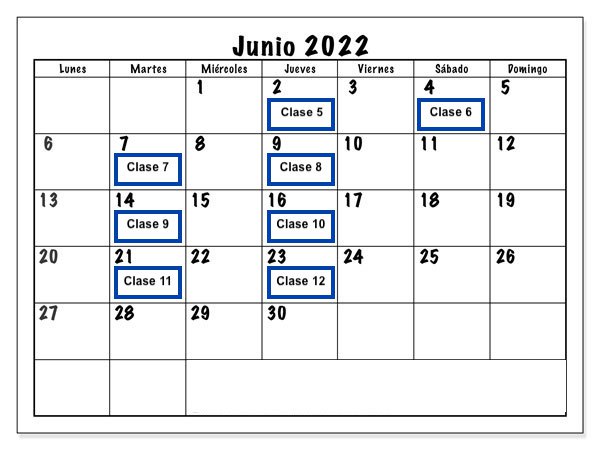 Junio 2022
Lunes Martes Miércoles Jueves Viernes Sábado Domingo
1 2 3 4 5
Clase 5 Clase 6
6 7 8 9 10 11 12
Clase 7 Clase 8
13 14 15 16 17 18 19
Clase 9 Clase 10
20 21 22 23 24 25 26
Clase 11 Clase 12
27 28 29 30